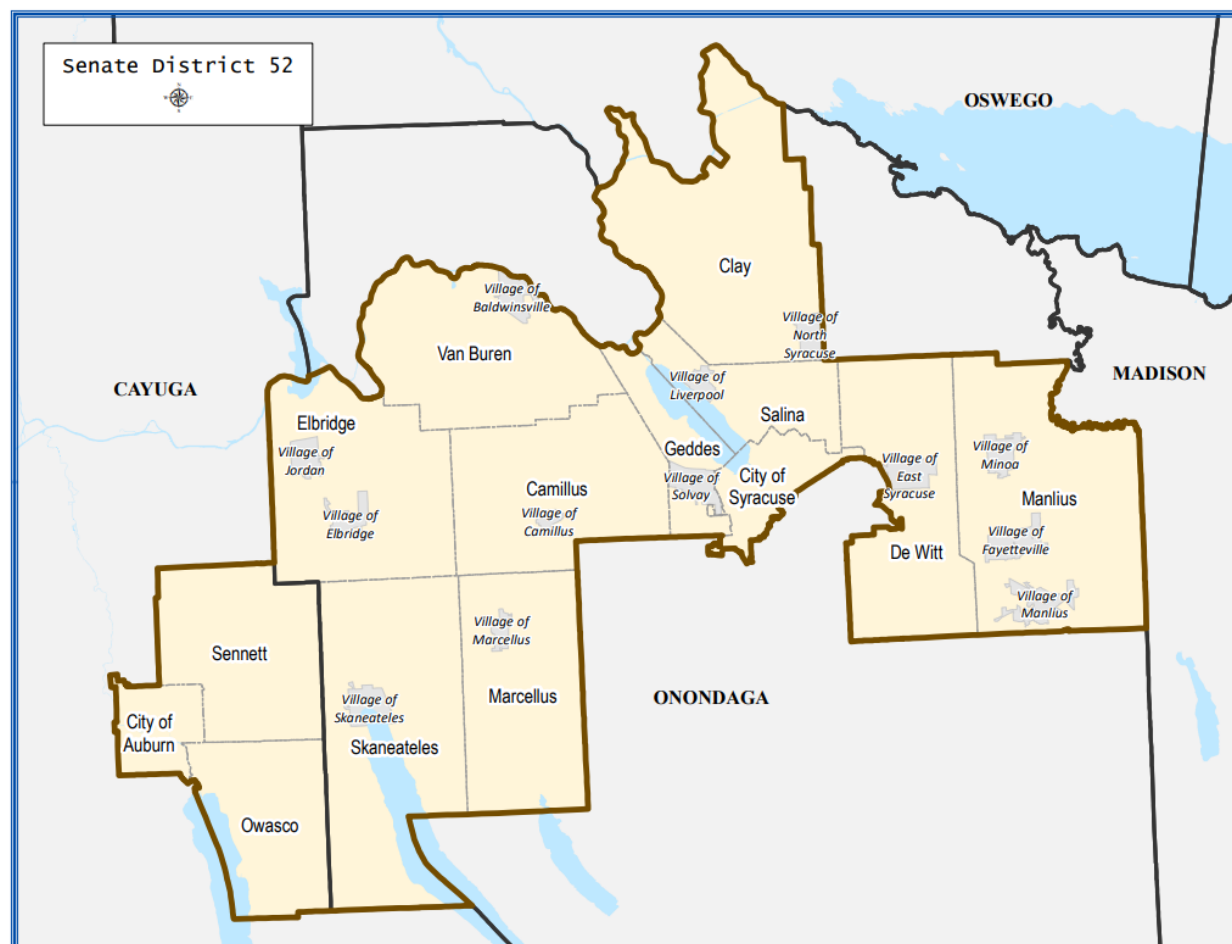 Senate District 52
OSWEGO
Clay
Village of
Baldwinsville
Village of
North
Syracuse
Van Buren
CAYUGA
MADISON
Village of
Liverpool
Elbridge
Salina
Village of
Jordan
Geddes
Village of
Solvay
City of
Syracuse
Village of
East
Syracuse
Village of
Minoa
Camillus
Manlius
Village of
Elbridge
Village of
Camillus
Village of
Fayetteville
De Witt
Village of
Manlius
Village of
Marcellus
Sennett
Marcellus
ONONDAGA
Village of
Skaneateles
City of
Auburn
Skaneateles
Owasco